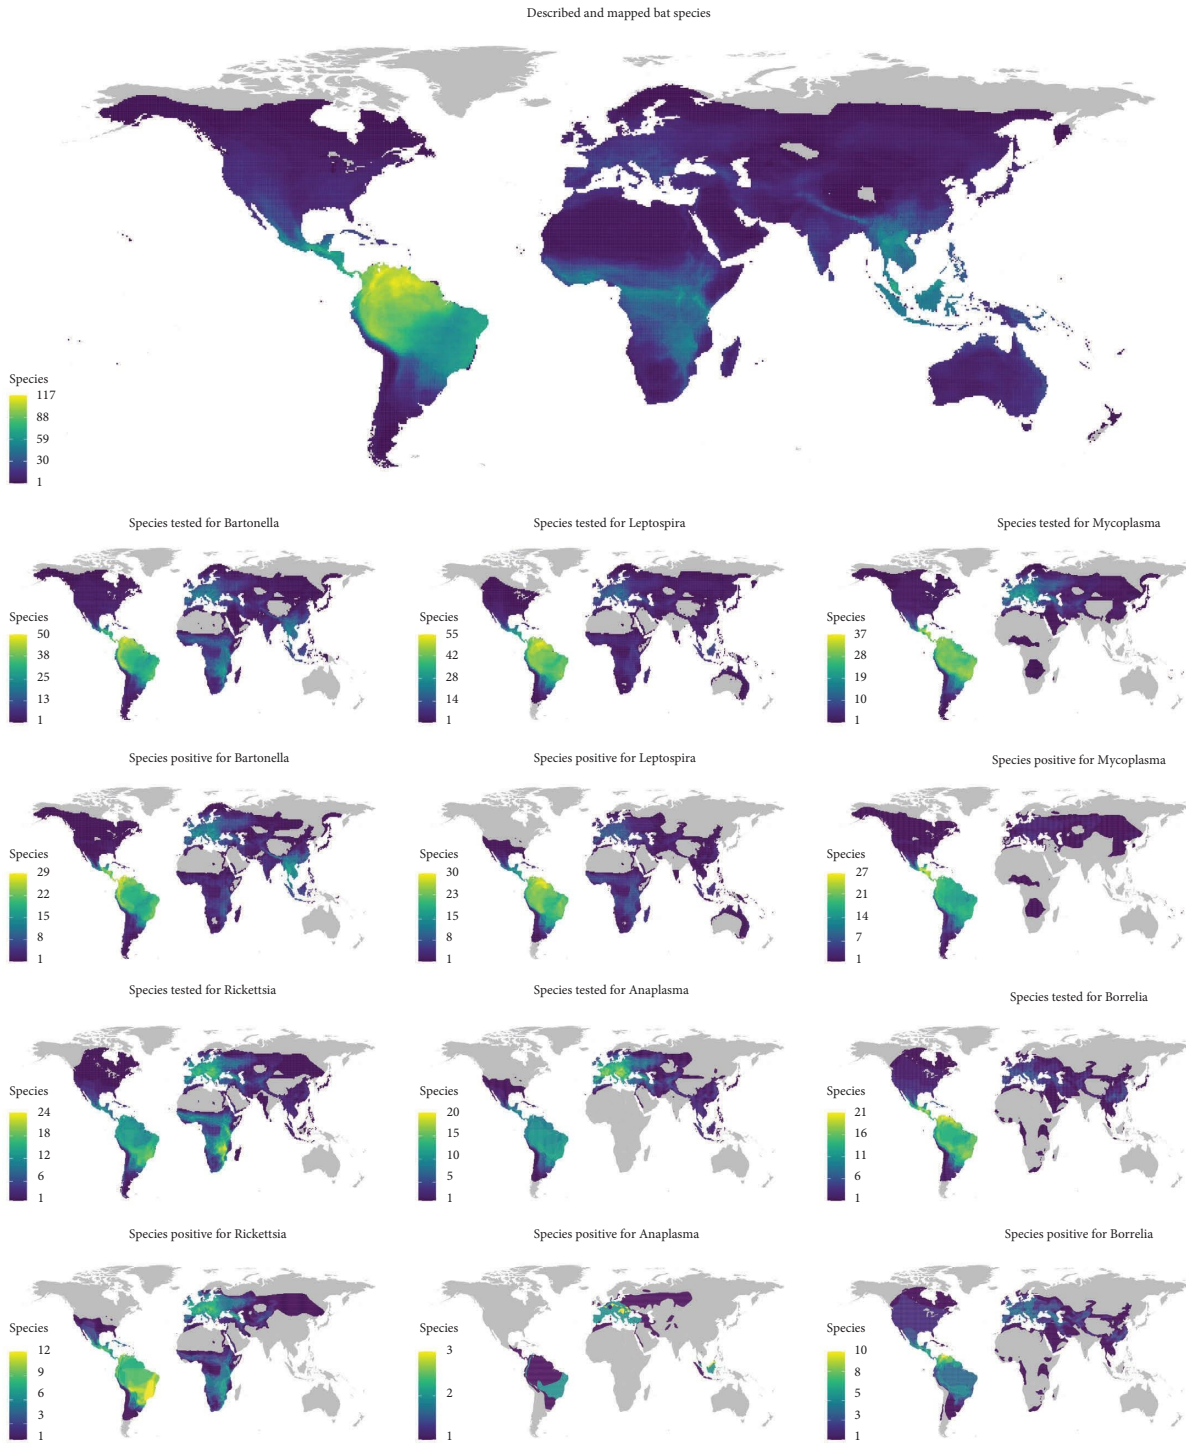 Described and mapped bat species
Species
117
88
59
30
1
Species tested for Bartonella
Species
50
38
25
13
1
Species tested for Leptospira
Species
55
42
28
14
1
Species tested for Mycoplasma
Species
37
28
19
10
1
Species positive for Bartonella
Species
29
22
15
8
1
Species positive for Leptospira
Species
30
23
15
8
1
Species positive for Mycoplasma
Species
27
21
14
7
1
Species tested for Rickettsia
Species
24
18
12
6
1
Species tested for Anaplasma
Species
20
15
10
5
1
Species tested for Borrelia
Species
21
16
11
6
1
Species positive for Rickettsia
Species
12
9
6
3
1
Species positive for Anaplasma
Species
3
2
1
Species positive for Borrelia
Species
10
8
5
3
1